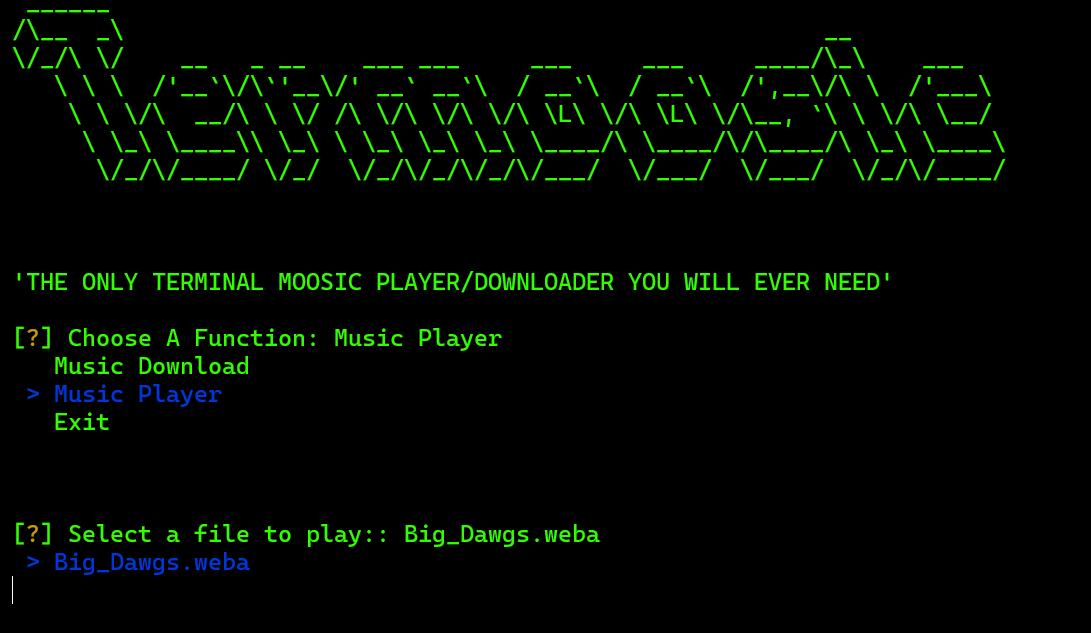 Termoosic
'THE ONLY TERMINAL MOOSIC PLAYER/DOWNLOADER YOU WILL EVER NEED'
[?] Choose A Function: Music Player
Music Download
> Music Player
Exit
[?] Select a file to play:: Big_Dawgs.weba
> Big_Dawgs.weba